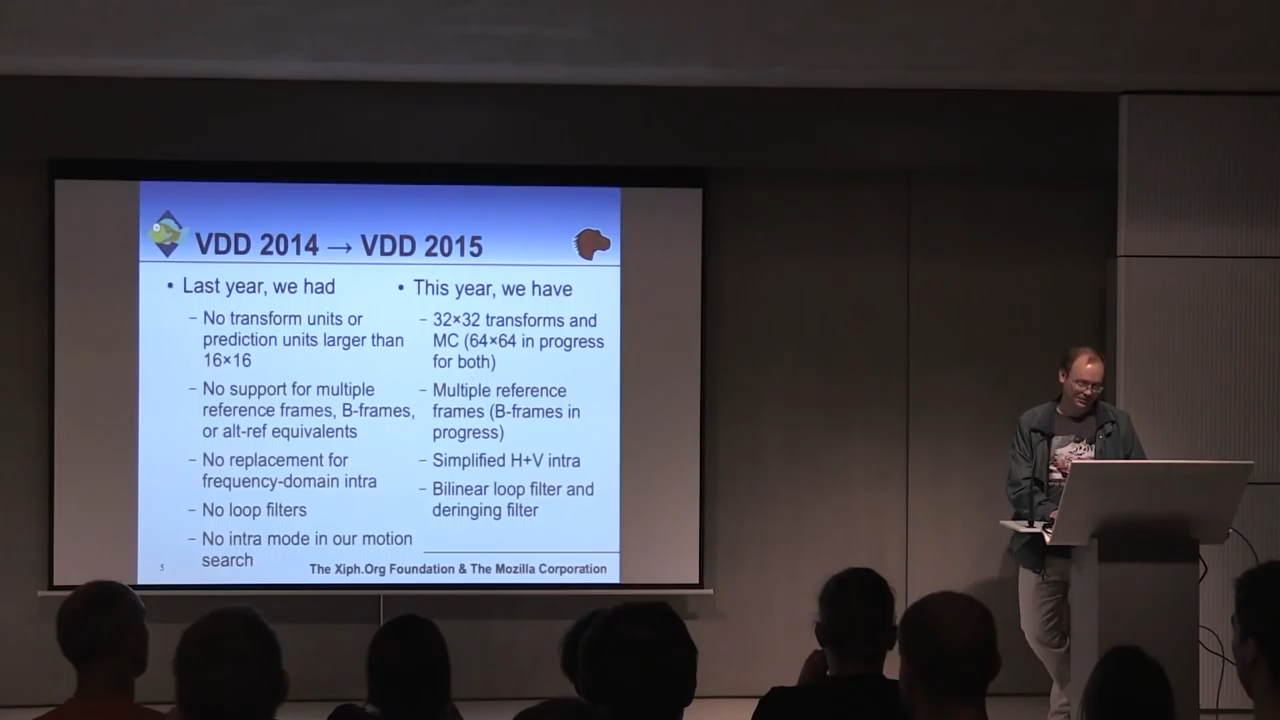 VDD 2014 → VDD 2015
• Last year, we had
– No transform units or
prediction units larger than
16×16
– No support for multiple
reference frames, B-frames,
or alt-ref equivalents
– No replacement for
frequency-domain intra
– No loop filters
– No intra mode in our motion
search
• This year, we have
– 32×32 transforms and
MC (64×64 in progress
for both)
– Multiple reference
frames (B-frames in
progress)
– Simplified H+V intra
– Bilinear loop filter and
deringing filter
5
The Xiph.Org Foundation & The Mozilla Corporation